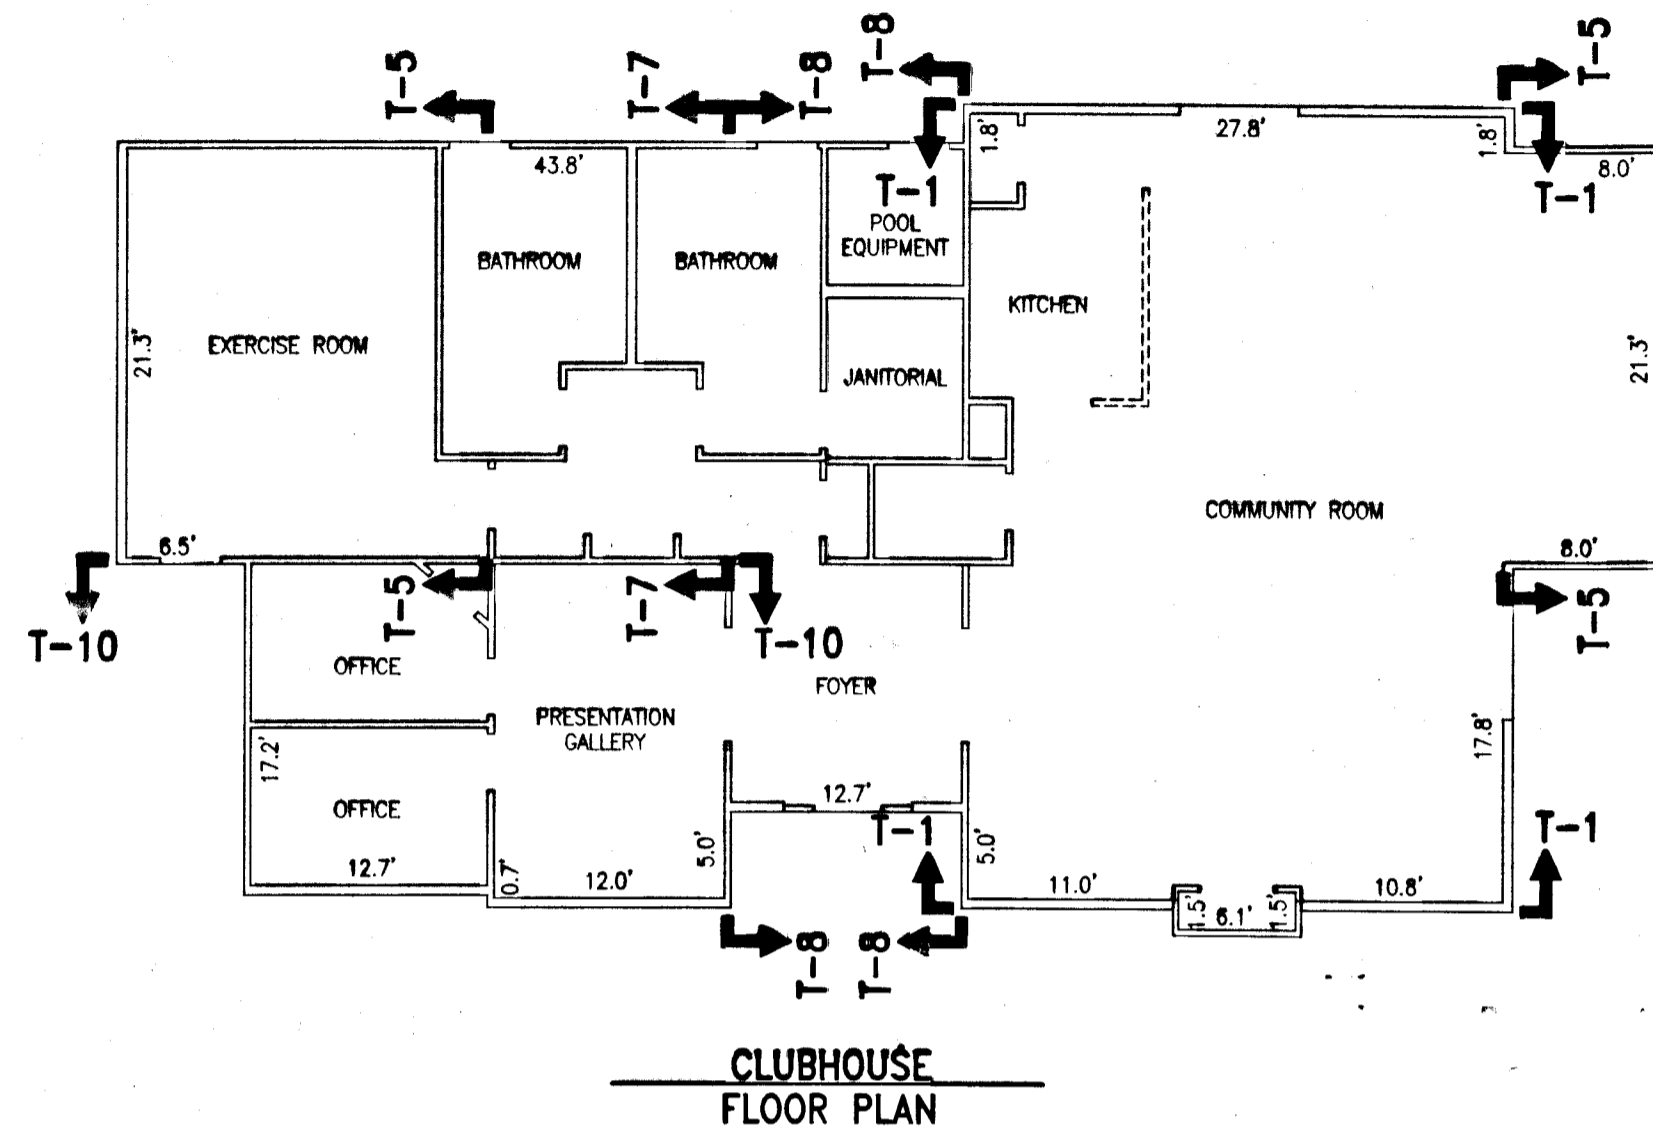 T-8
T-5
T-5
T-7
T-8
1.8'
27.8'
1.8'
43.8'
8.0'
T-1
T-1
POOL
EQUIPMENT
BATHROOM
BATHROOM
KITCHEN
21.3'
EXERCISE ROOM
21.3'
JANITORIAL
COMMUNITY ROOM
6.5'
8.0'
T-5
T-7
T-5
T-10
T-10
OFFICE
FOYER
PRESENTATION
GALLERY
17.2'
17.8'
OFFICE
12.7'
T-1
T-1
5.0'
5.0'
12.7'
0.7'
12.0'
11.0'
10.8'
1.5'
6.1'
1.5'
T-8
T-8
CLUBHOUSE
FLOOR PLAN